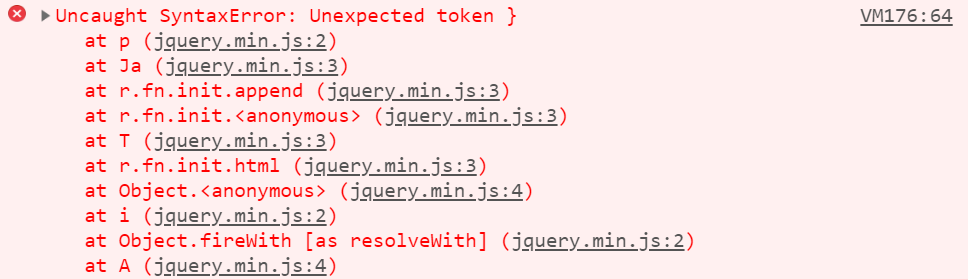 Uncaught SyntaxError: Unexpected token } VM176:64
at p (jquery.min.js:2)
at Ja (jquery.min.js:3)
at r.fn.init.append (jquery.min.js:3)
at r.fn.init.<anonymous> (jquery.min.js:3)
at T (jquery.min.js:3)
at r.fn.init.html (jquery.min.js:3)
at Object.<anonymous> (jquery.min.js:4)
at i (jquery.min.js:2)
at Object.fireWith [as resolveWith] (jquery.min.js:2)
at A (jquery.min.js:4)